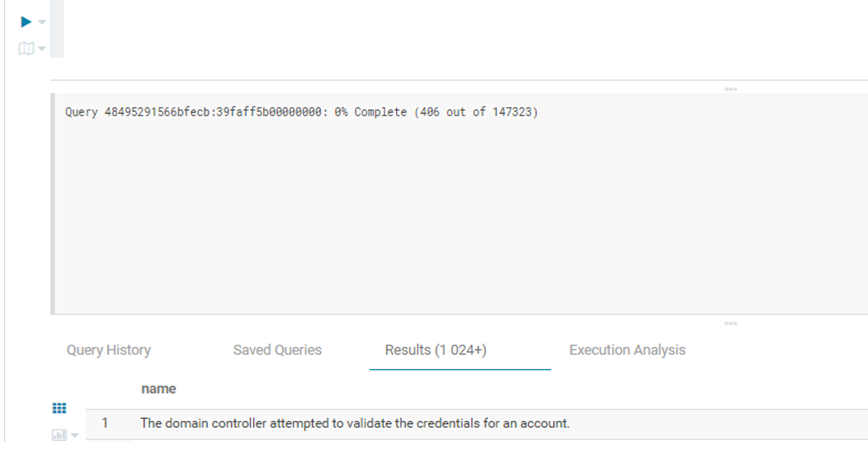 Query 48495291566bfecb:39faff5b00000000: 0% Complete (406 out of 147323)
Query History Saved Queries Results (1 024+) Execution Analysis
name
1 The domain controller attempted to validate the credentials for an account.